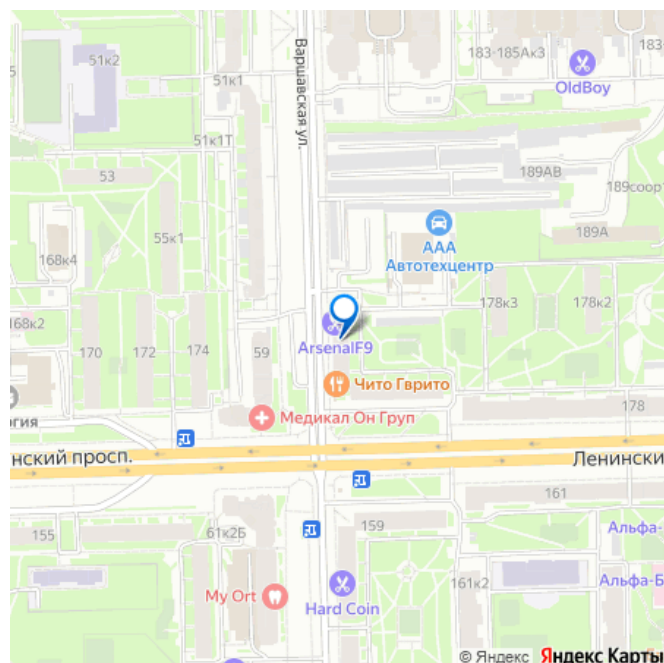 183-185Ак3
51к2
51к1
OldBoy
Варшавская ул.
51к1Т
53
189АВ
189соор1
55к1
189А
168к4
ААА
Автотехцентр
178к3
178к2
168к2
170
172
174
59
ArsenalF9
Чито Гврито
178
огия
Медикал Он Груп
нский просп.
Ленински
161
155
61к2Б
159
Альфа-
161к2
Альфа-Б
My Ort
Hard Coin
© Яндекс Яндекс Карты